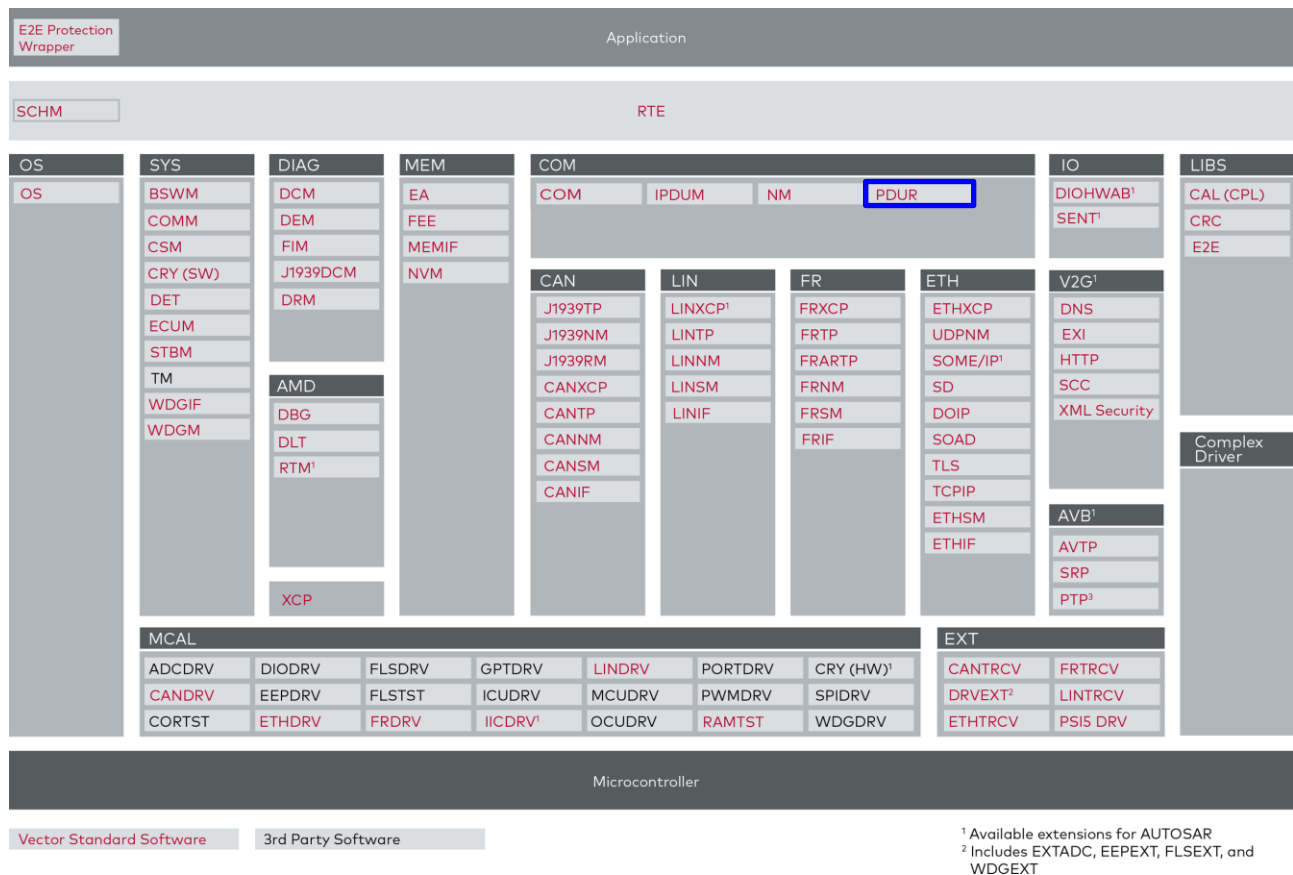 E2E Protection
Wrapper
Application
SCHM
RTE
OS
OS
SYS
BSWM
COMM
CSM
CRY (SW)
DET
ECUM
STBM
TM
WDGIF
WDGM
DIAG
DCM
DEM
FIM
J1939DCM
DRM
AMD
DBG
DLT
RTM¹
XCP
MEM
EA
FEE
MEMIF
NVM
COM
COM
IPDUM
NM
PDUR
CAN
J1939TP
J1939NM
J1939RM
CANXCP
CANTP
CANNM
CANSM
CANIF
LIN
LINXCP¹
LINTP
LINNM
LINSM
LINIF
FR
FRXCP
FRTP
FRARTP
FRNM
FRSM
FRIF
ETH
ETHXCP
UDPNM
SOME/IP¹
SD
DOIP
SOAD
TLS
TCPIP
ETHSM
ETHIF
IO
DIOHWAB¹
SENT¹
V2G¹
DNS
EXI
HTTP
SCC
XML Security
AVB¹
AVTP
SRP
PTP³
LIBS
CAL (CPL)
CRC
E2E
Complex
Driver
MCAL
ADCDRV DIODRV FLSDRV GPTDRV LINDRV PORTDRV CRY (HW)¹
CANDRV EEPDRV FLSTST ICUDRV MCUDRV PWMDRV SPIDRV
CORTST ETHDRV FRDRV IICDRV¹ OCUDRV RAMTST WDGDRV
EXT
CANTRCV FRTRCV
DRVEXT² LINTRCV
ETHTRCV PSI5 DRV
Microcontroller
Vector Standard Software
3rd Party Software
¹ Available extensions for AUTOSAR
² Includes EXTADC, EEPEXT, FLSEXT, and
WDGEXT